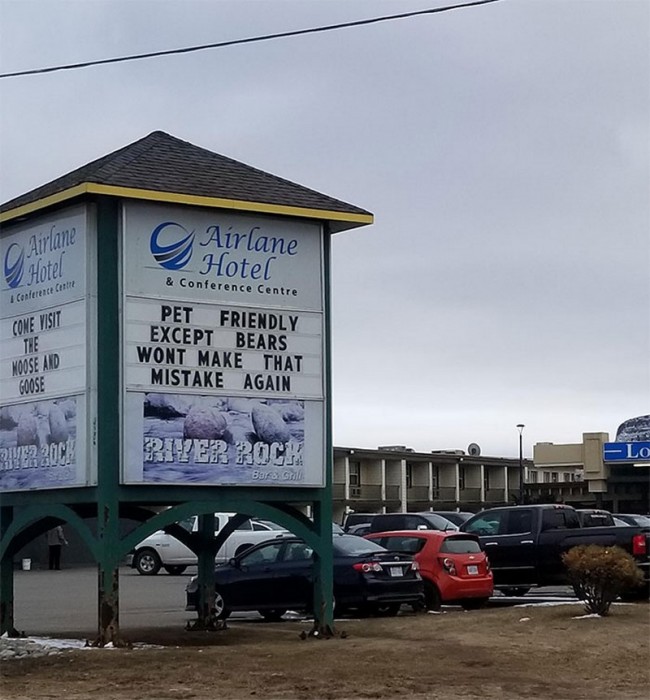 Airlane
Hotel
& Conference Centre
COME VISIT
THE
MOOSE AND
GOOSE
RIVER ROCK
Airlane
Hotel
& Conference Centre
PET FRIENDLY
EXCEPT BEARS
WONT MAKE THAT
MISTAKE AGAIN
RIVER ROCK
Bar & Grill
Lo